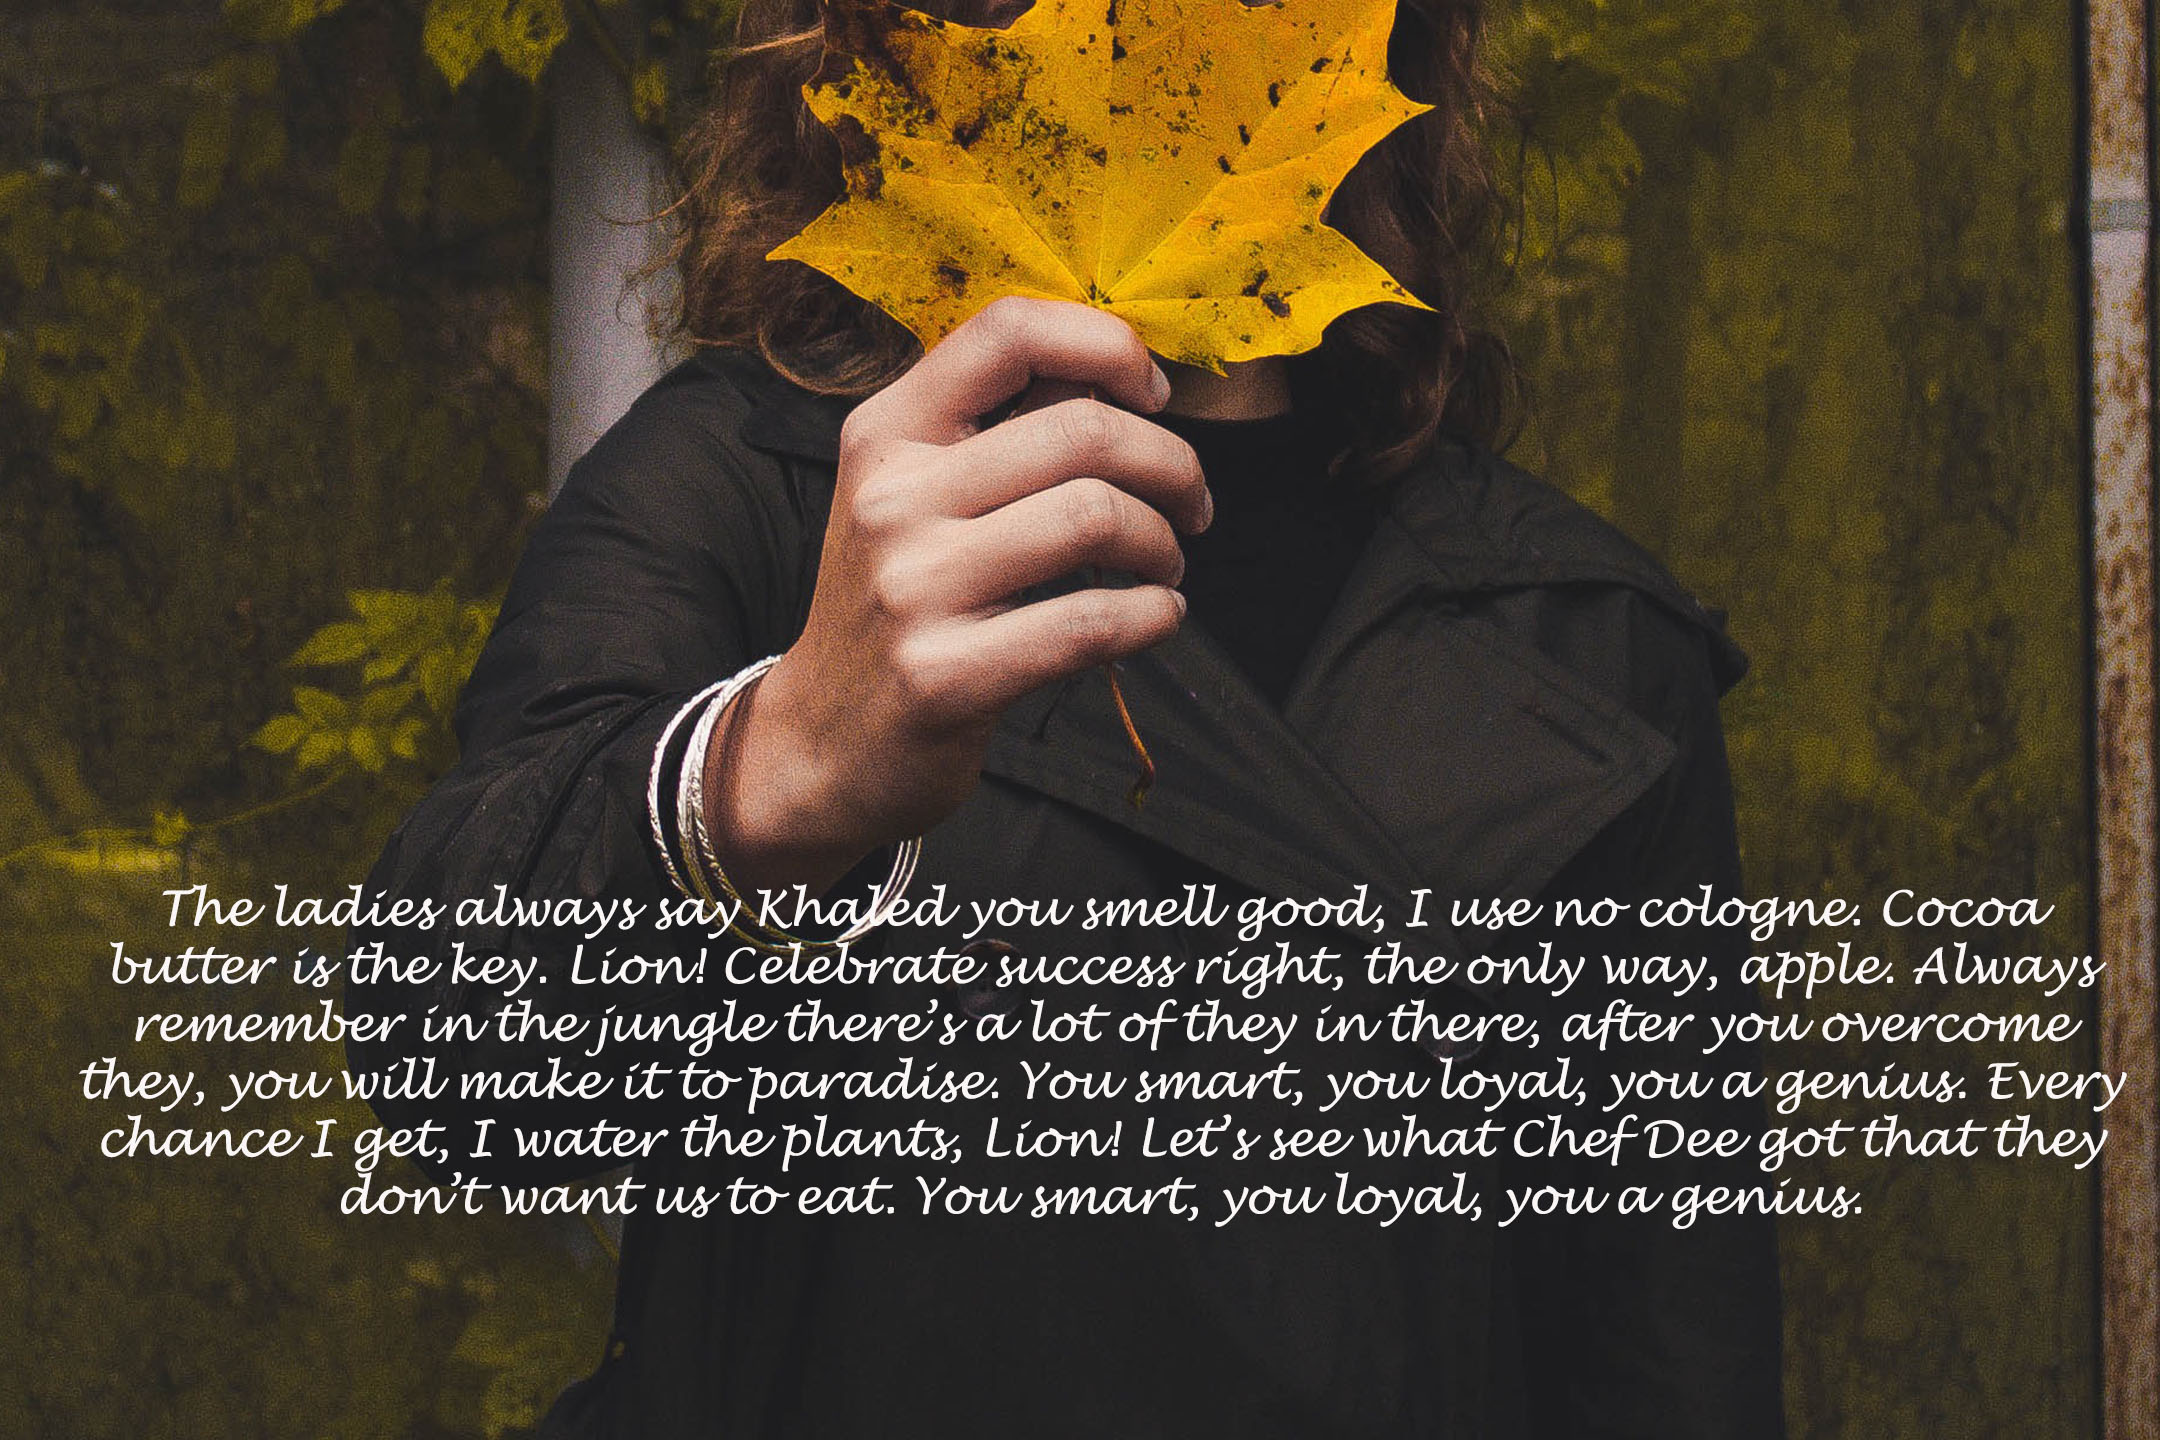 The ladies always say Khaled you smell good, I use no cologne. Cocoa
butter is the key. Lion! Celebrate success right, the only way, apple. Always
remember in the jungle there's a lot of they in there, after you overcome
they, you will make it to paradise. You smart, you loyal, you a genius. Every
chance I get, I water the plants, Lion! Let's see what Chef Dee got that they
don't want us to eat. You smart, you loyal, you a genius.